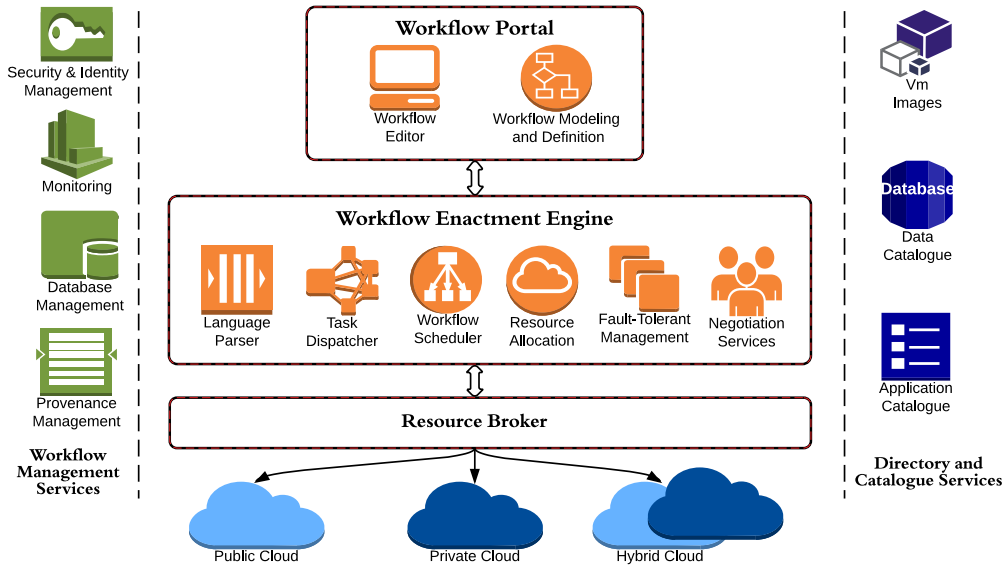 Security & Identity
Management
Monitoring
Database
Management
Provenance
Management
Workflow
Management
Services
Workflow Portal
Workflow
Editor
Workflow Modeling
and Definition
Workflow Enactment Engine
Language
Parser
Task
Dispatcher
Workflow
Scheduler
Resource
Allocation
Fault-Tolerant
Management
Negotiation
Services
Resource Broker
Public Cloud
Private Cloud
Hybrid Cloud
Vm
Images
Database
Data
Catalogue
Application
Catalogue
Directory and
Catalogue Services